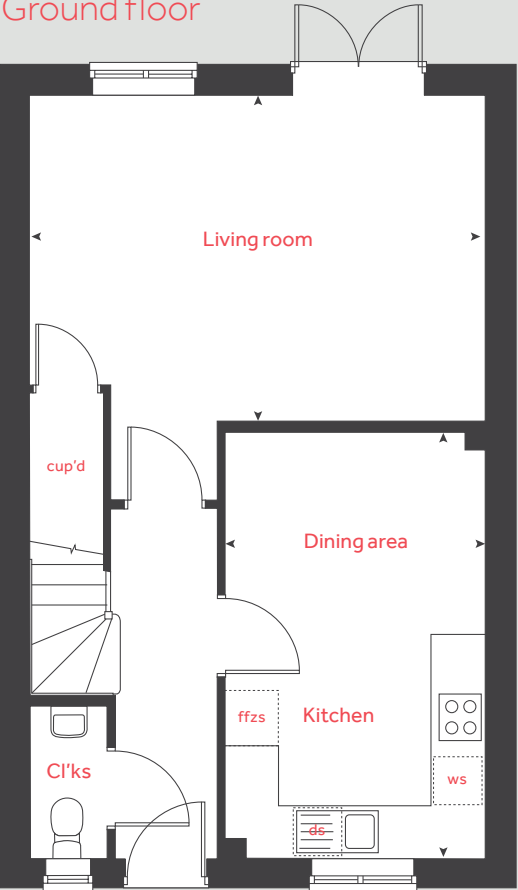 Ground floor
Living room
cup'd
Dining area
ffzs
Kitchen
Cl'ks
ws
ds